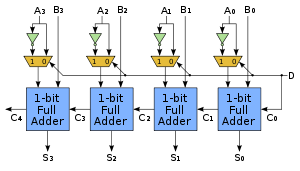 A3 B3 A2 B2 A1 B1 A0 B0
1 0 1 0 1 0 1 0 D
1-bit Full Adder 1-bit Full Adder 1-bit Full Adder 1-bit Full Adder
C4 C3 C2 C1 C0
S3 S2 S1 S0